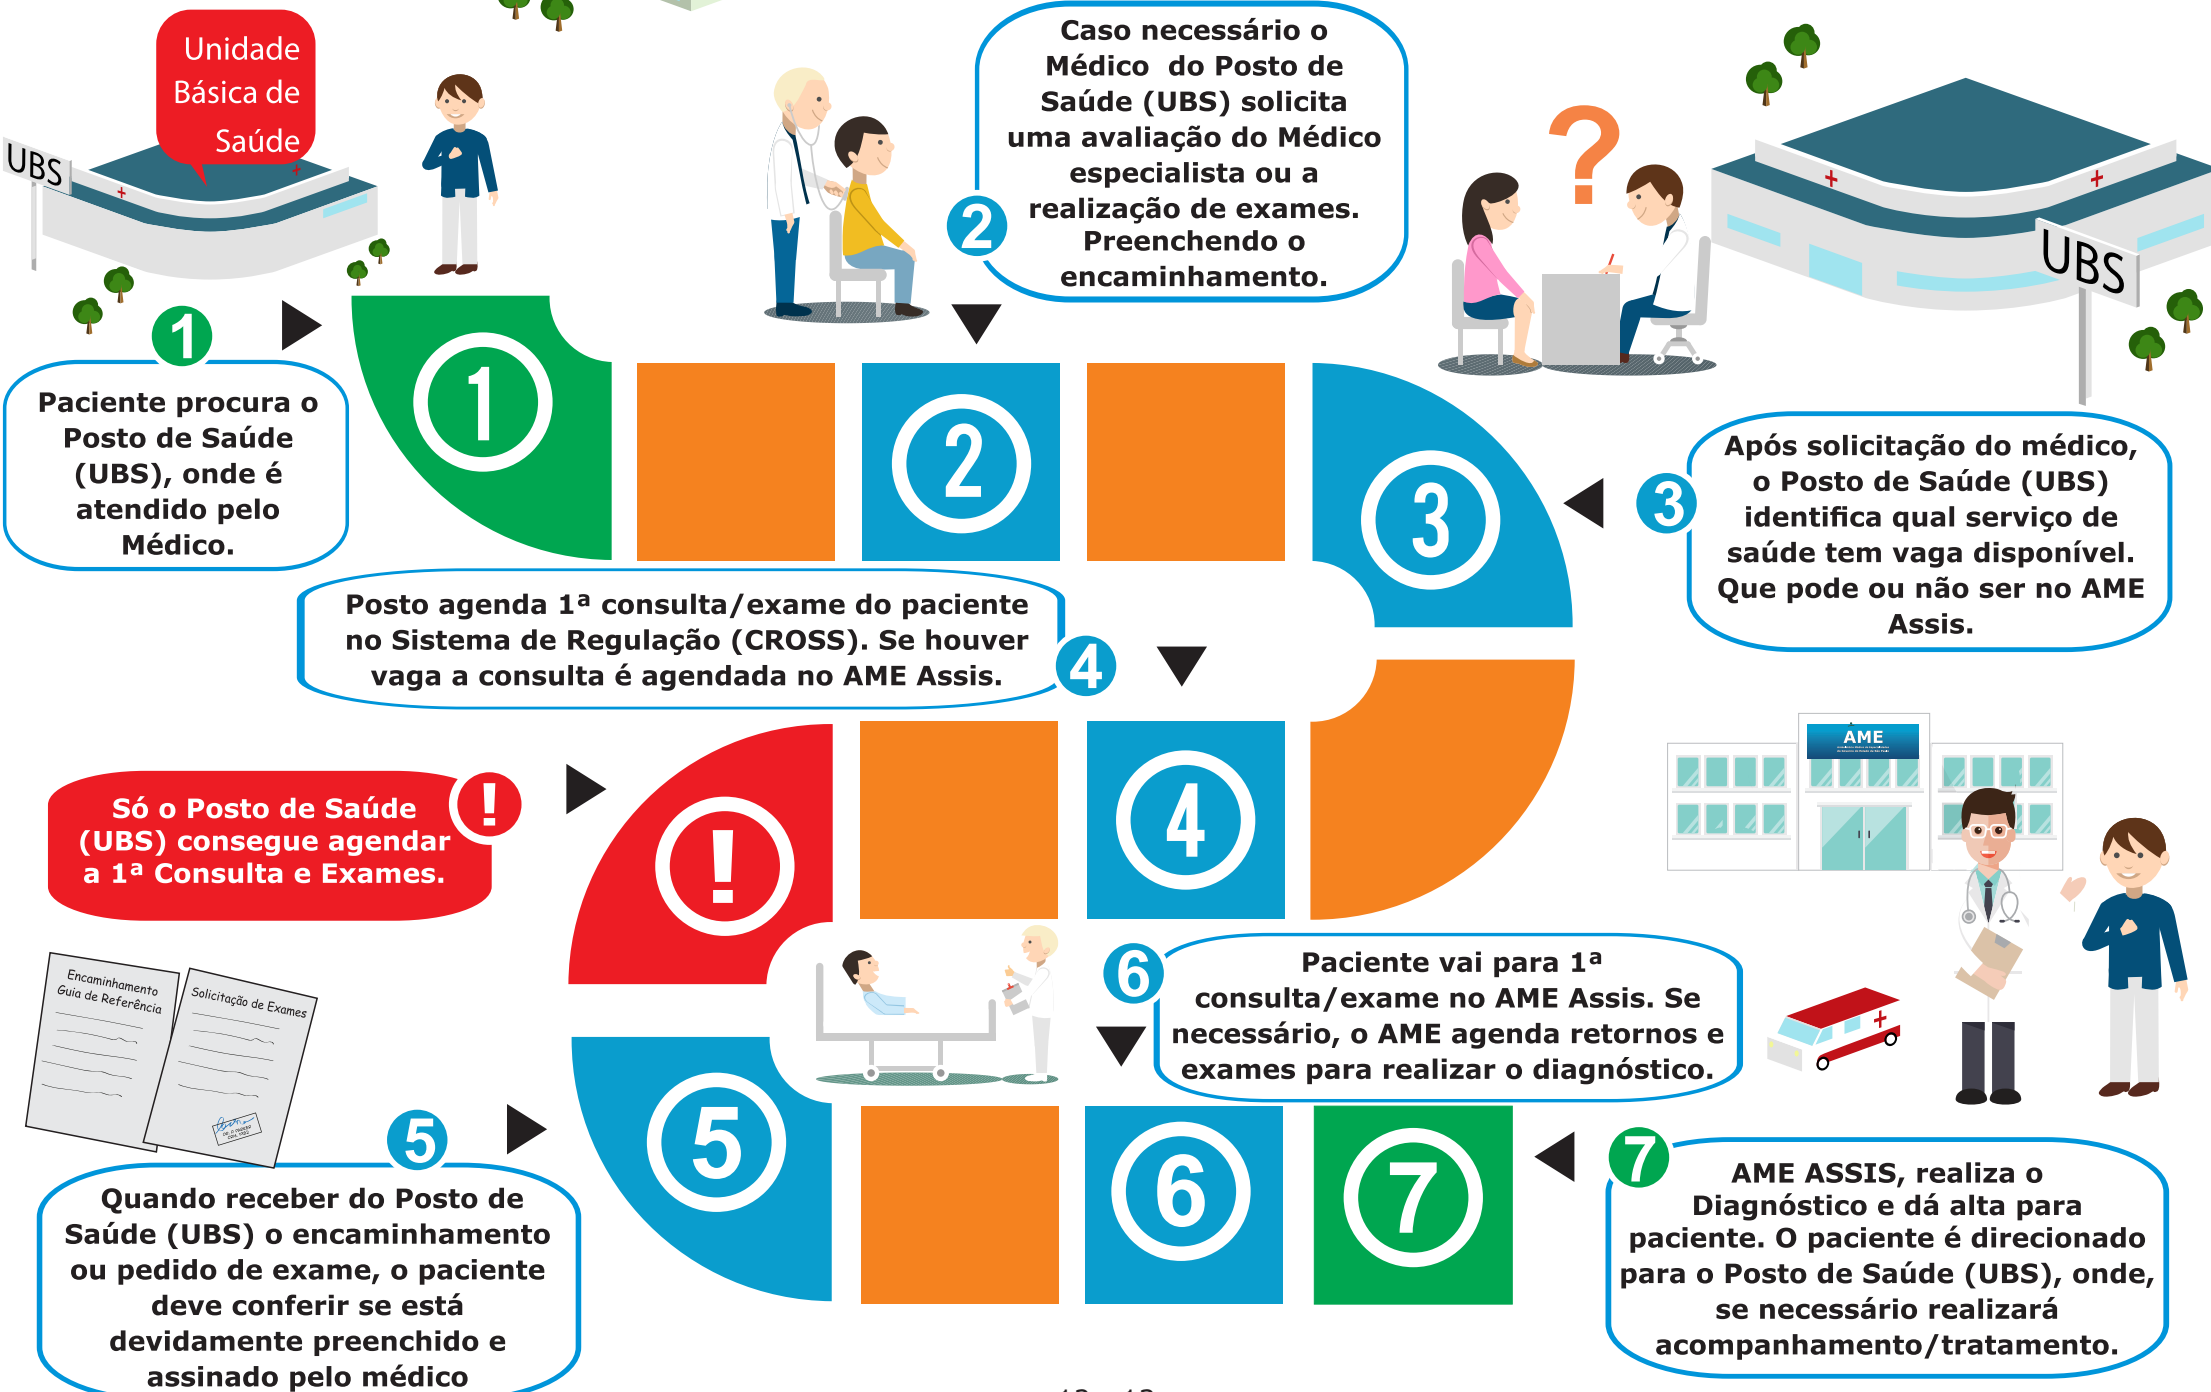 Unidade
Básica de
Saúde
UBS
1
Paciente procura o
Posto de Saúde
(UBS), onde é
atendido pelo
Médico.
2
Caso necessário o
Médico do Posto de
Saúde (UBS) solicita
uma avaliação do Médico
especialista ou a
realização de exames.
Preenchendo o
encaminhamento.
?
UBS
1
2
3
3
Após solicitação do médico,
o Posto de Saúde (UBS)
identifica qual serviço de
saúde tem vaga disponível.
Que pode ou não ser no AME
Assis.
Posto agenda 1ª consulta/exame do paciente
no Sistema de Regulação (CROSS). Se houver
vaga a consulta é agendada no AME Assis.
4
Só o Posto de Saúde
(UBS) consegue agendar
a 1ª Consulta e Exames.
!
!
4
AME
Encaminhamento
Guia de Referência
Solicitação de Exames
5
Quando receber do Posto de
Saúde (UBS) o encaminhamento
ou pedido de exame, o paciente
deve conferir se está
devidamente preenchido e
assinado pelo médico
5
6
Paciente vai para 1ª
consulta/exame no AME Assis. Se
necessário, o AME agenda retornos e
exames para realizar o diagnóstico.
6
7
7
AME ASSIS, realiza o
Diagnóstico e dá alta para
paciente. O paciente é direcionado
para o Posto de Saúde (UBS), onde,
se necessário realizará
acompanhamento/tratamento.